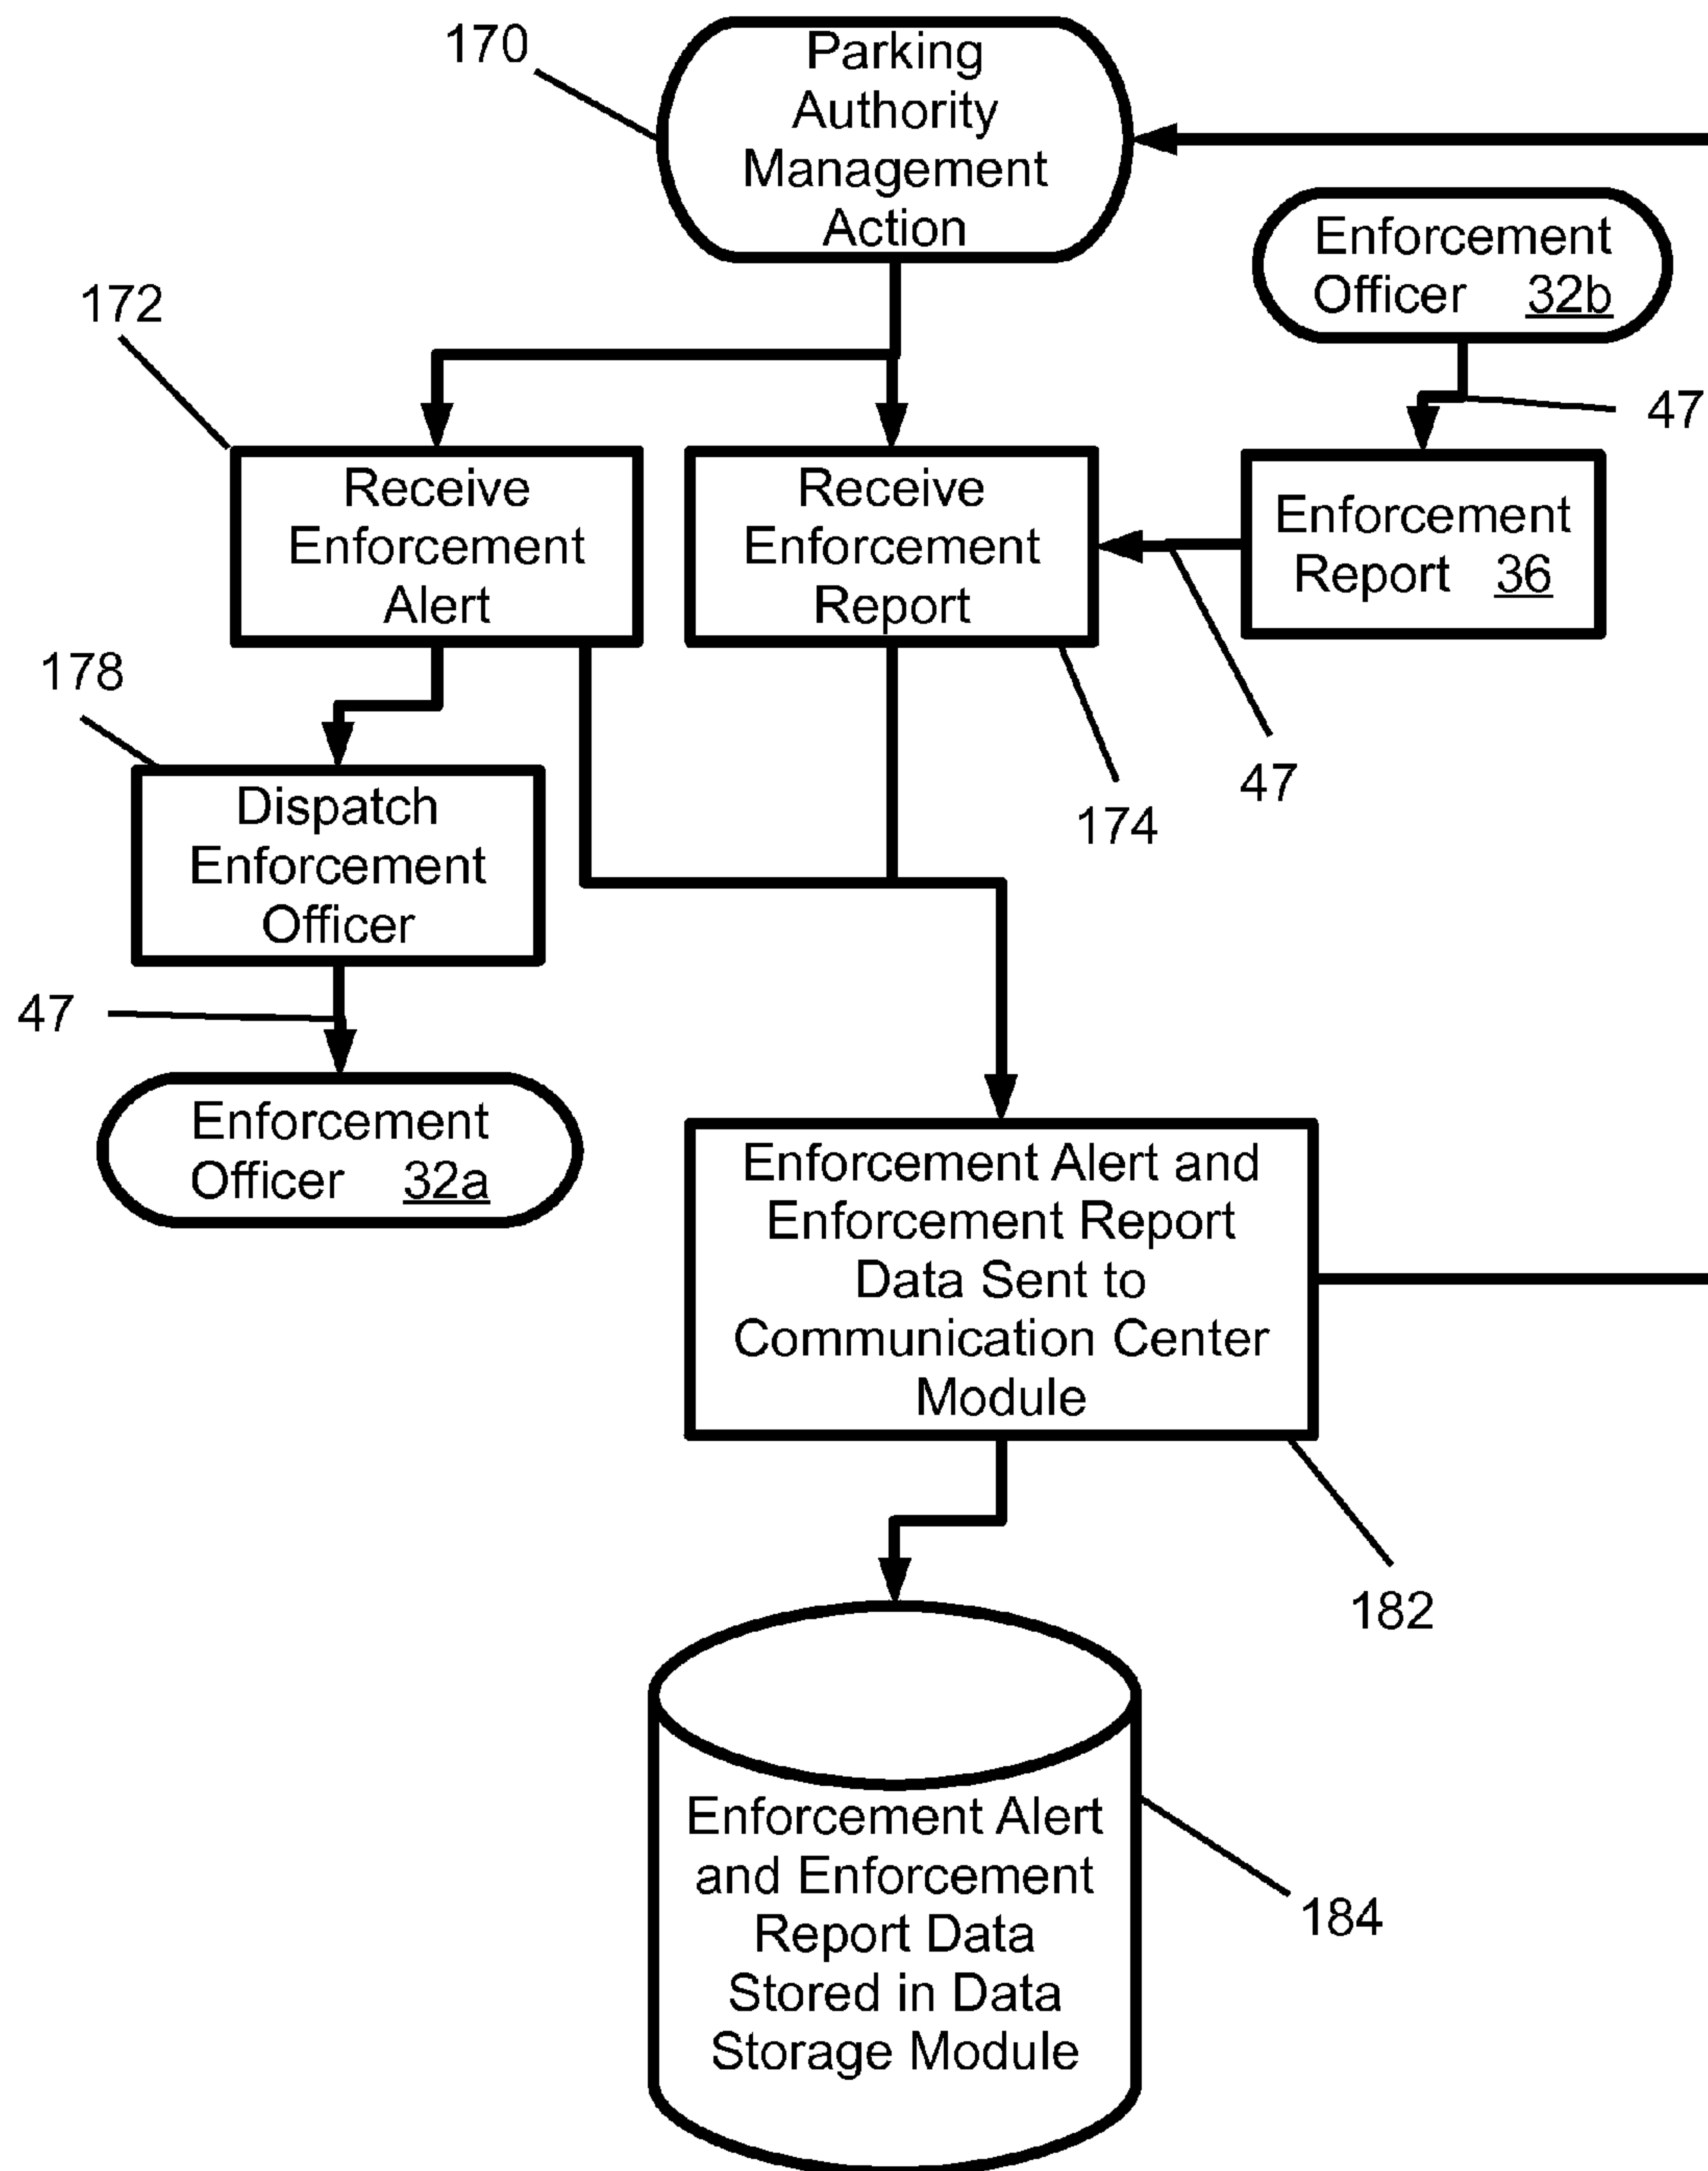 170
Parking
Authority
Management
Action
Enforcement
Officer 32b
172
47
Receive
Enforcement
Alert
Receive
Enforcement
Report
Enforcement
Report 36
178
47
174
Dispatch
Enforcement
Officer
47
Enforcement
Officer 32a
Enforcement Alert and
Enforcement Report
Data Sent to
Communication Center
Module
182
Enforcement Alert
and Enforcement
Report Data
Stored in Data
Storage Module
184